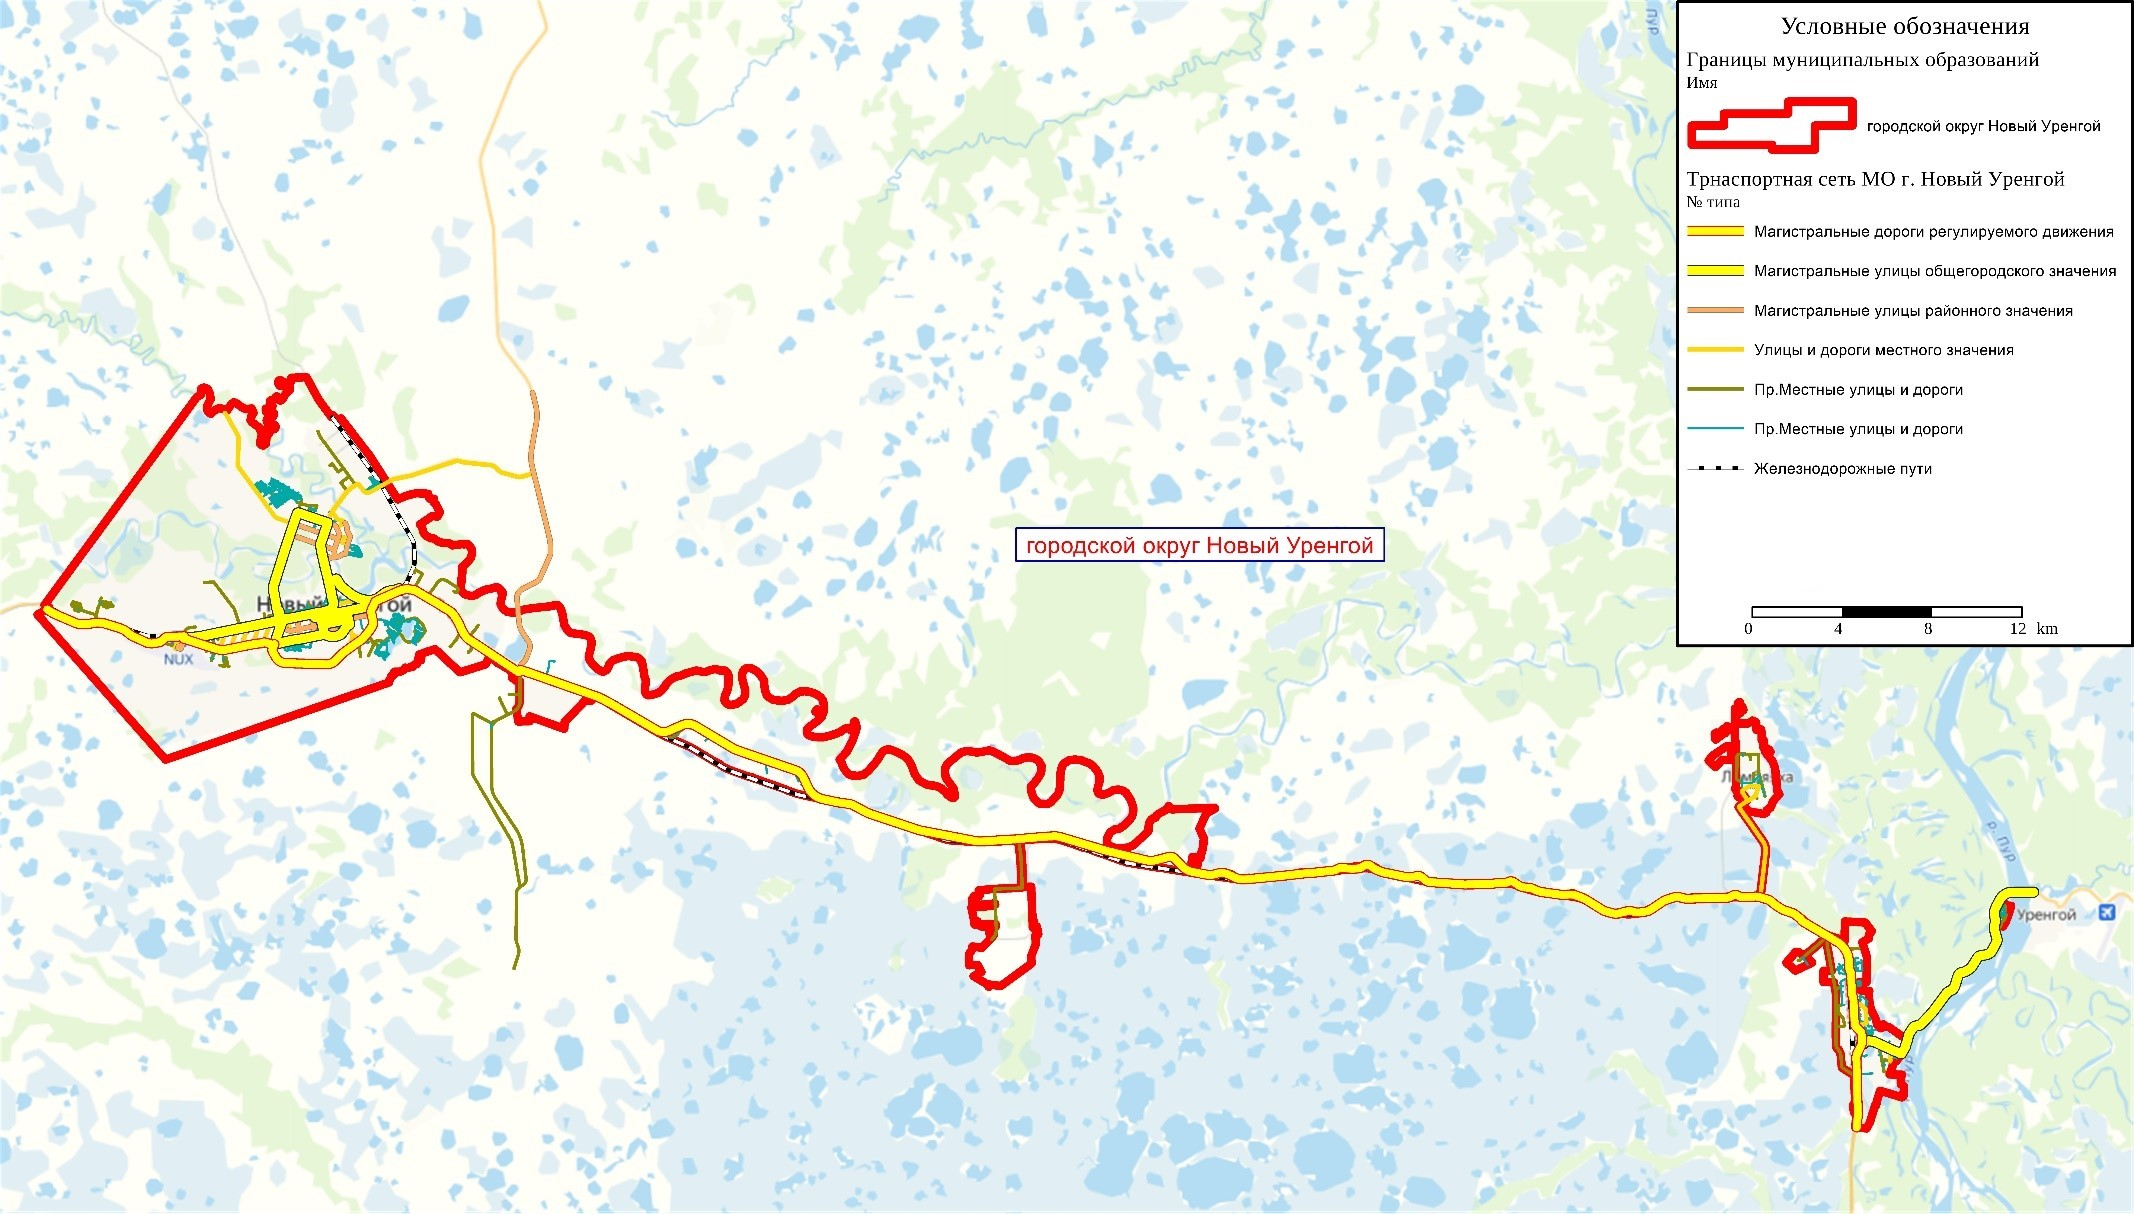 Пур
Условные обозначения
Границы муниципальных образований
Имя
городской округ Новый Уренгой
Трнаспортная сеть МО г. Новый Уренгой
№ типа
Магистральные дороги регулируемого движения
Магистральные улицы общегородского значения
Магистральные улицы районного значения
Улицы и дороги местного значения
Пр.Местные улицы и дороги
Пр.Местные улицы и дороги
Железнодорожные пути
0 4 8 12 km
городской округ Новый Уренгой
NUX
р. Пур
Уренгой